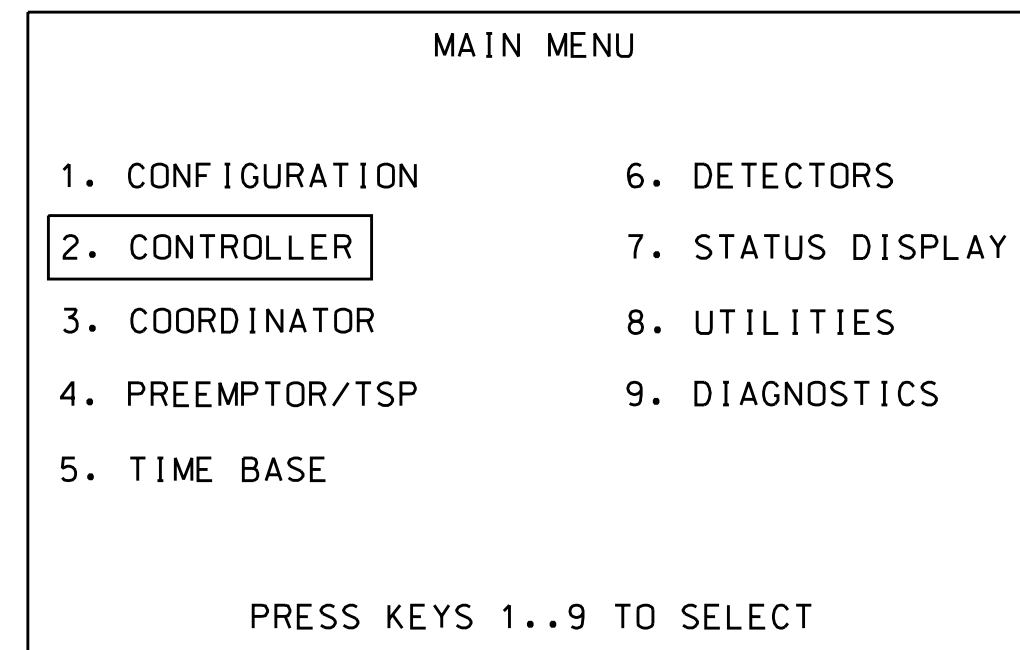 MAIN MENU
1. CONFIGURATION
2. CONTROLLER
3. COORDINATOR
4. PREEMPTOR/TSP
5. TIME BASE
6. DETECTORS
7. STATUS DISPLAY
8. UTILITIES
9. DIAGNOSTICS
PRESS KEYS 1..9 TO SELECT